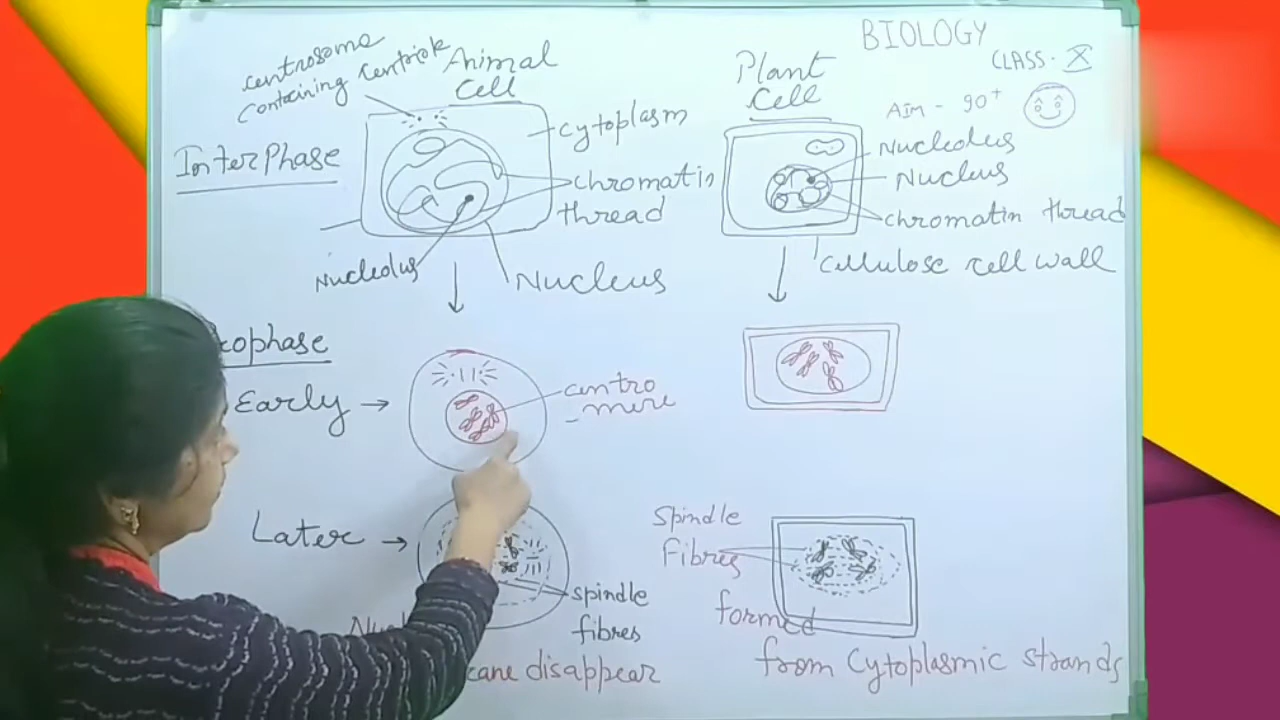 BIOLOGY
CLASS - X
AIM - 90+
centrosome
containing centriole
Animal
Cell
Plant
Cell
InterPhase
cytoplasm
chromatin
thread
Nucleolus
Nucleus
Nucleolus
Nucleus
chromatin thread
cellulose cell wall
ophase
Early →
centro
- mere
Later →
spindle
fibres
Spindle
Fibres
formed
from cytoplasmic strands
disappear